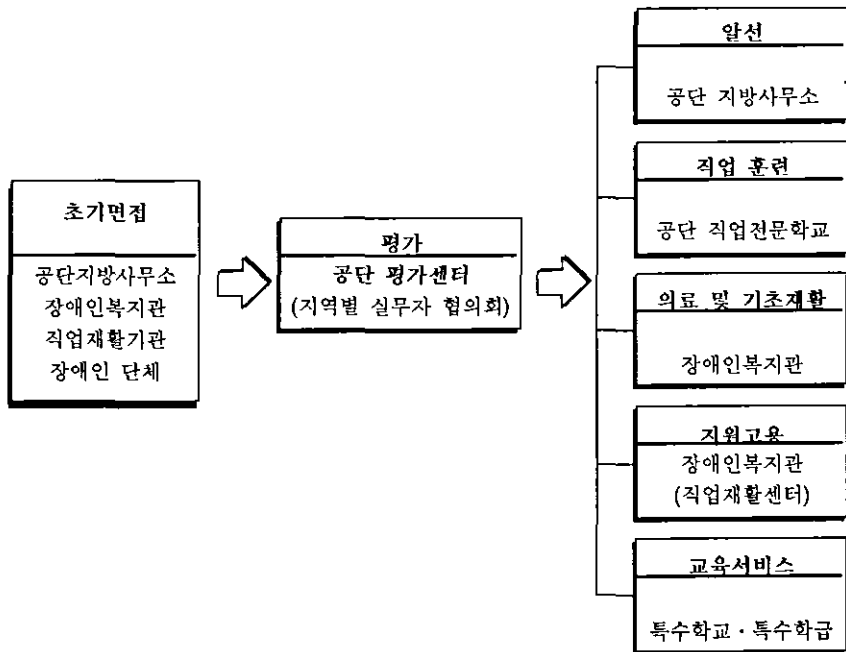 초기면접
공단지방사무소
장애인복지관
직업재활기관
장애인 단체
평가
공단 평가센터
(지역별 실무자 협의회)
알선
공단 지방사무소
직업 훈련
공단 직업전문학교
의료 및 기초재활
장애인복지관
지원고용
장애인복지관
(직업재활센터)
교육서비스
특수학교 · 특수학급